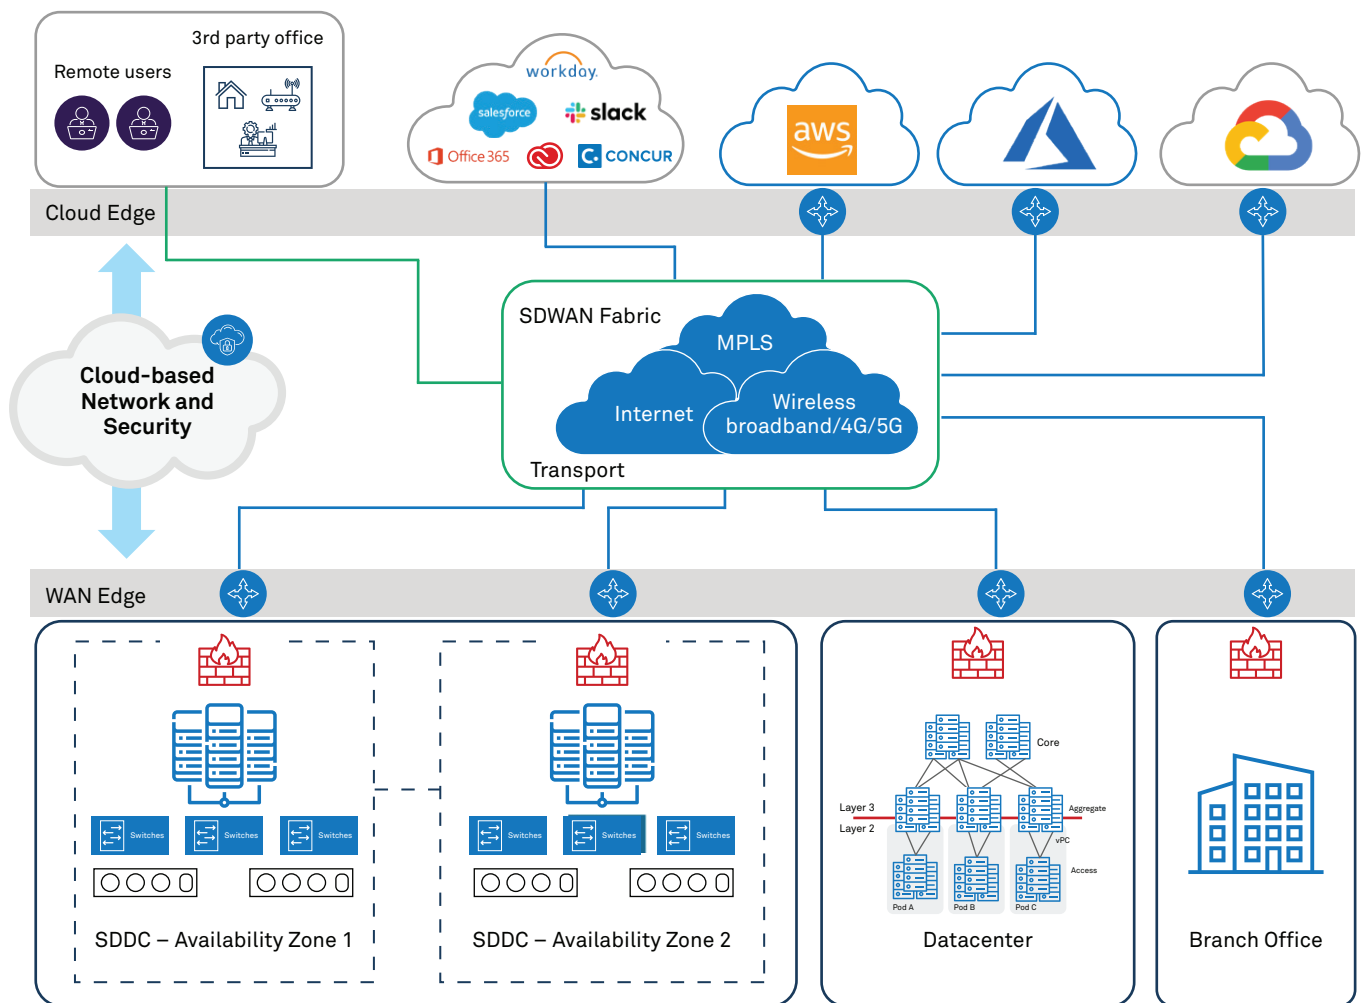 3rd party office
Remote users
workday.
salesforce
slack
Office 365
C.
CONCUR
aws
Cloud Edge
SDWAN Fabric
MPLS
Internet
Wireless
broadband/4G/5G
Transport
Cloud-based
Network and
Security
WAN Edge
Switches
Switches
Switches
SDDC – Availability Zone 1
Switches
Switches
Switches
SDDC – Availability Zone 2
Core
Layer 3
Aggregate
Layer 2
vPC
Access
Pod A
Pod B
Pod C
Datacenter
Branch Office